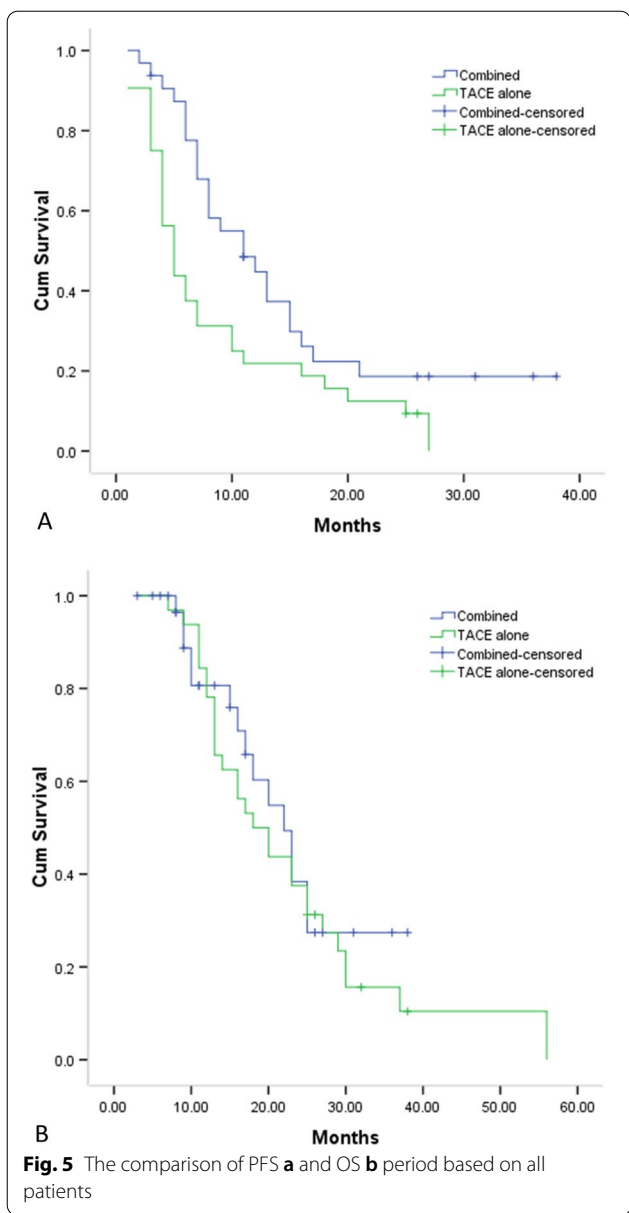 1.0
0.8
0.6
0.4
0.2
0.0
Cum Survival
Combined
TACE alone
Combined-censored
TACE alone-censored
0.00 10.00 20.00 30.00 40.00
Months
A
1.0
0.8
0.6
0.4
0.2
0.0
Cum Survival
Combined
TACE alone
Combined-censored
TACE alone-censored
0.00 10.00 20.00 30.00 40.00 50.00 60.00
Months
B
Fig. 5 The comparison of PFS a and OS b period based on all
patients